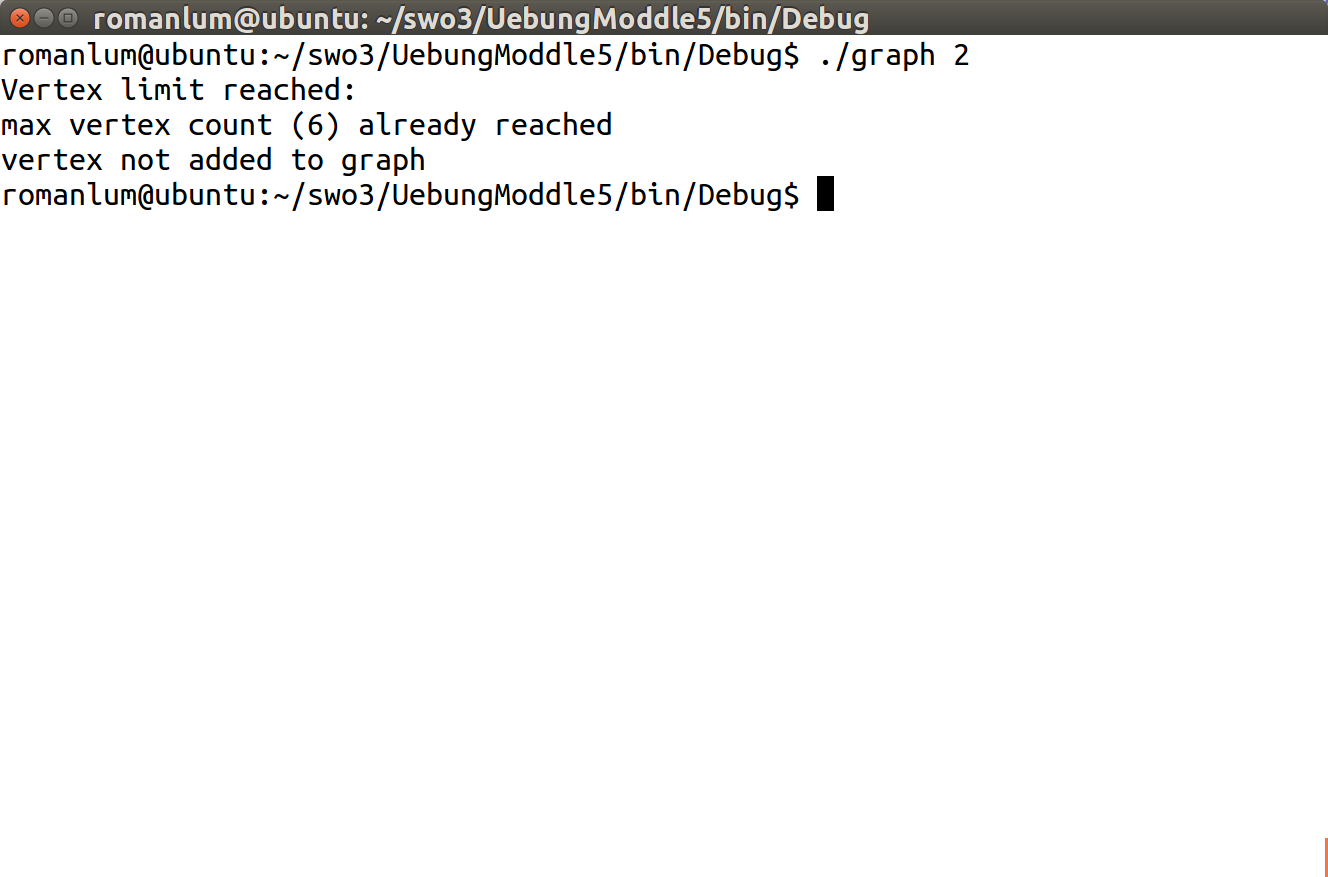 romanlum@ubuntu: ~/swo3/UebungModdle5/bin/Debug
romanlum@ubuntu:~/swo3/UebungModdle5/bin/Debug$ ./graph 2
Vertex limit reached:
max vertex count (6) already reached
vertex not added to graph
romanlum@ubuntu:~/swo3/UebungModdle5/bin/Debug$